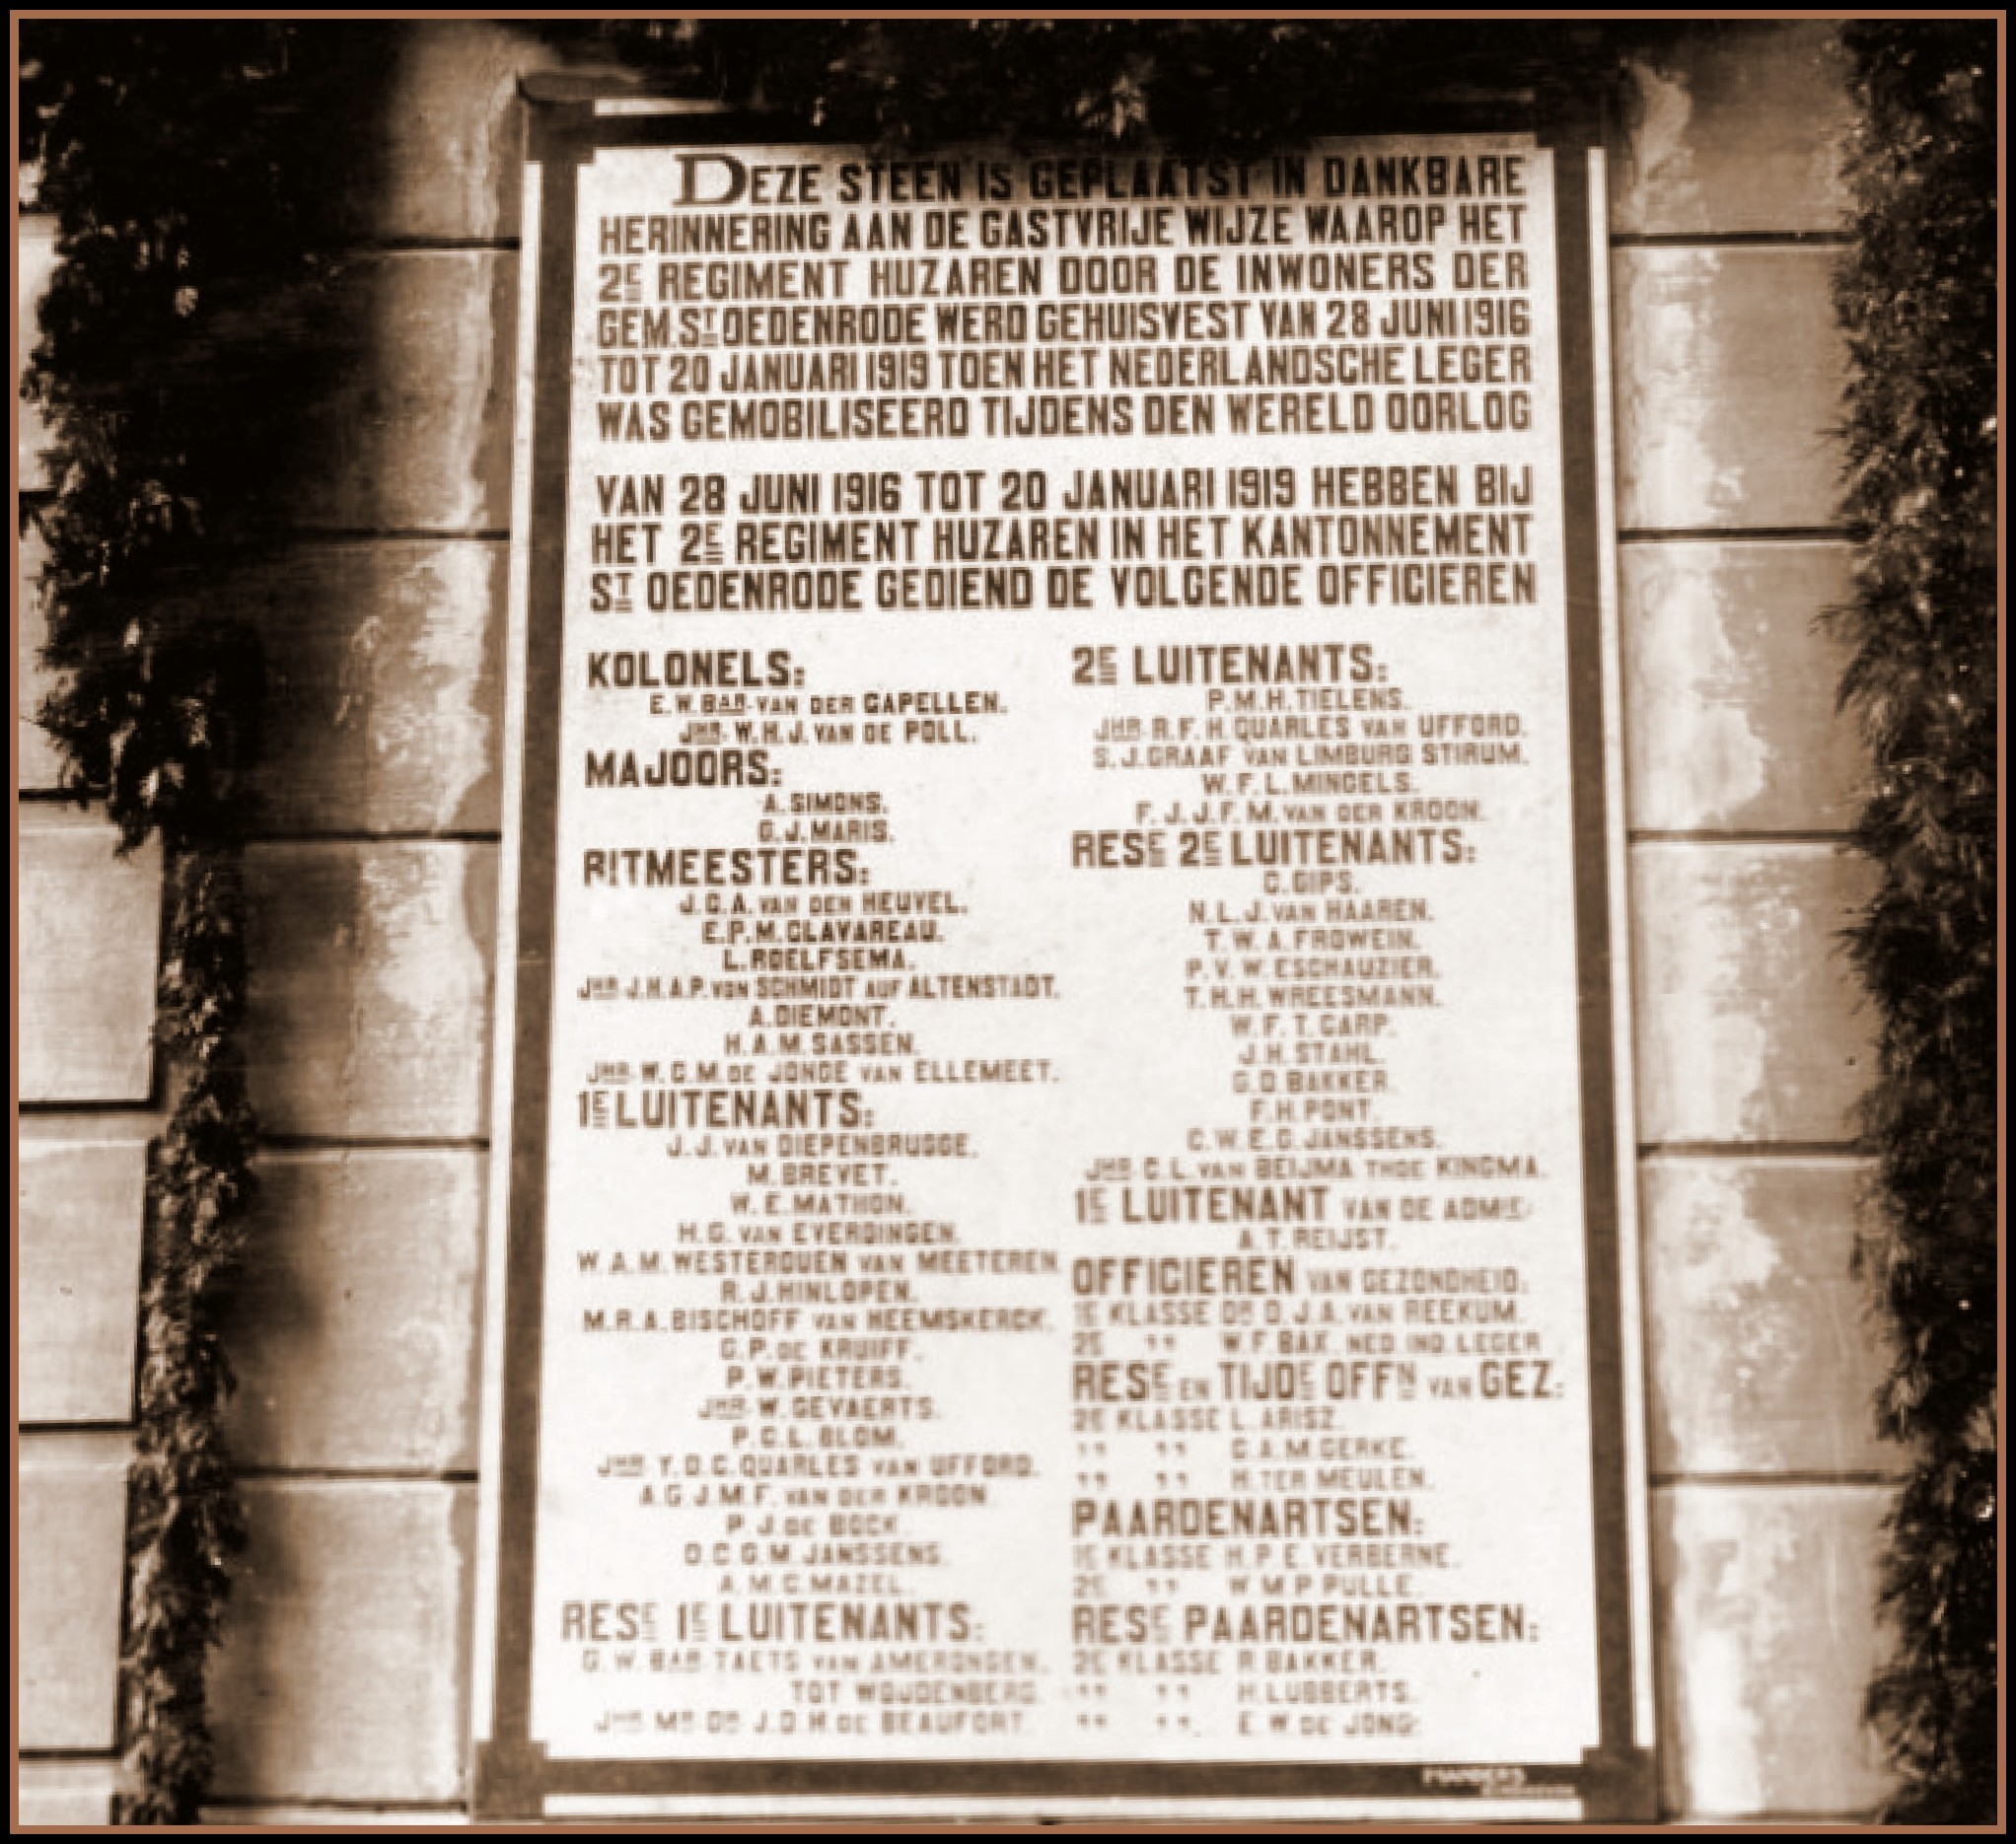 DEZE STEEN IS GEPLAATST IN DANKBARE
HERINNERING AAN DE GASTVRIJE WIJZE WAAROP HET
2E REGIMENT HUZAREN DOOR DE INWONERS DER
GEM. ST OEDENRODE WERD GEHUISVEST VAN 28 JUNI 1916
TOT 20 JANUARI 1919 TOEN HET NEDERLANDSCHE LEGER
WAS GEMOBILISEERD TIJDENS DEN WERELD OORLOG
VAN 28 JUNI 1916 TOT 20 JANUARI 1919 HEBBEN BIJ
HET 2E REGIMENT HUZAREN IN HET KANTONNEMENT
ST OEDENRODE GEDIEND DE VOLGENDE OFFICIEREN
KOLONELS:
E.W. BAR. VAN DER CAPELLEN.
JHR. W.H.J. VAN DE POLL.
MAJOORS:
A. SIMONS.
G.J. MARIS.
RITMEESTERS:
J.C.A. VAN DEN HEUVEL.
E.P.M. CLAVAREAU.
L. ROELFSEMA.
JHR. J.H.A.P. VON SCHMIDT AUF ALTENSTADT.
A. DIEMONT.
H.A.M. SASSEN.
JHR. W.C.M. DE JONGE VAN ELLEMEET.
1E LUITENANTS:
J.J. VAN DIEPENBRUGGE.
M. BREVET.
W.E. MATHON.
H.G. VAN EVERDINGEN.
W.A.M. WESTEROUEN VAN MEETEREN.
R.J. HINLOPEN.
M.R.A. BISCHOFF VAN HEEMSKERCK.
G.P. DE KRUIFF.
P.W. PIETERS.
JHR. W. GEVAERTS.
P.C.L. BLOM.
JHR. Y.D.C. QUARLES VAN UFFORD.
A.G.J.M.F. VAN DER KROON.
P.J. DE BOCK.
D.C.G.M. JANSSENS.
A.M.C. MAZEL.
RESE 1E LUITENANTS:
G.W. BAR. TAETS VAN AMERONGEN.
TOT WOUDENBERG.
JHR. MR. DR. J.D.H. DE BEAUFORT.
2E LUITENANTS:
P.M.H. TIELENS.
JHR. R.F.H. QUARLES VAN UFFORD.
S.J. GRAAF VAN LIMBURG STIRUM.
W.F.L. MINGELS.
F.J.J.F.M. VAN DER KROON.
RESE 2E LUITENANTS:
C. GIPS.
N.L.J. VAN HAAREN.
T.W.A. FROWEIN.
P.V.W. ESCHAUZIER.
T.H.H. WREESMANN.
W.F.T. CARP.
J.H. STAHL.
G.D. BAKKER.
F.H. PONT.
C.W.E.G. JANSSENS.
JHR. C.L. VAN BEIJMA THOE KINGMA.
1E LUITENANT VAN DE ADMIE:
A.T. REIJST.
OFFICIEREN VAN GEZONDHEID:
1E KLASSE DR. D.J.A. VAN REEKUM.
2E " W.F. BAX. NED. IND. LEGER
RESE EN TIJDE OFFN VAN GEZ:
2E KLASSE L. ARISZ.
" " C.A.M. GERKE.
" " H. TER MEULEN.
PAARDENARTSEN:
1E KLASSE H.P.E. VERBERNE.
2E " W.M.P. PULLE.
RESE PAARDENARTSEN:
2E KLASSE R. BAKKER.
" " H. LUBBERTS.
" " E.W. DE JONG.